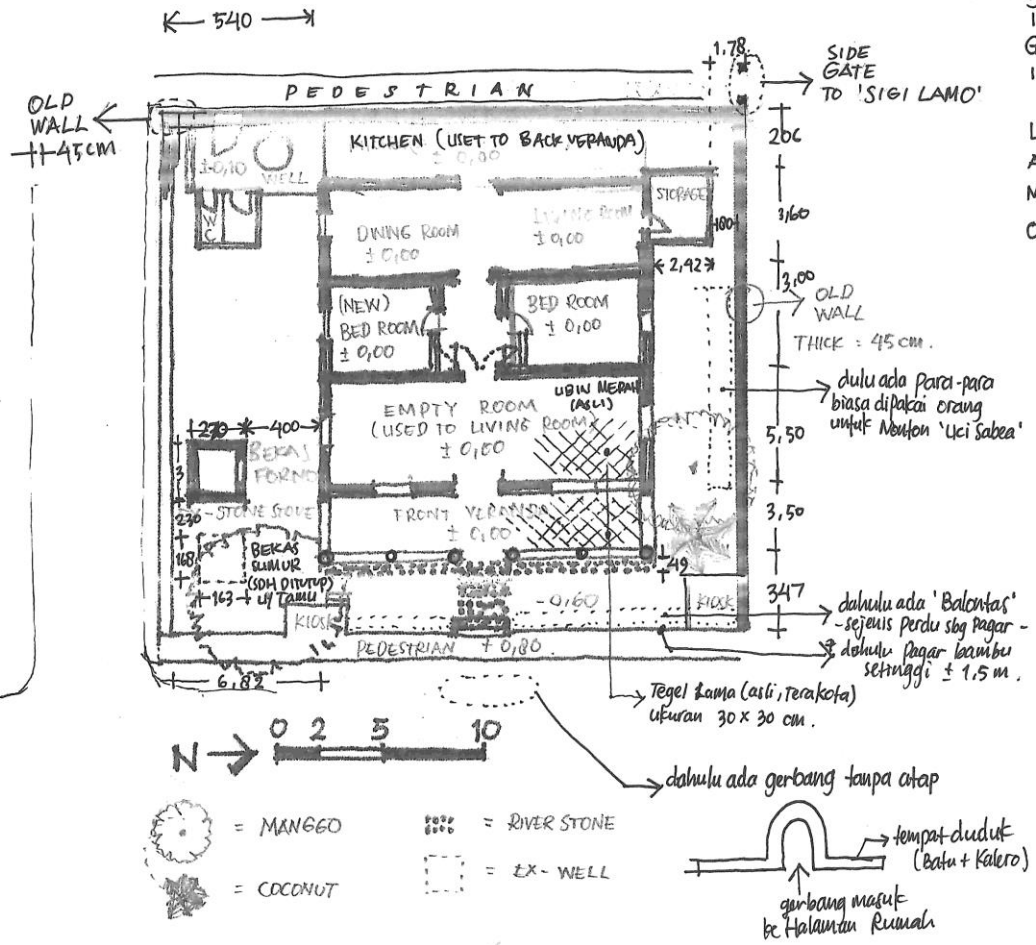 540
1.78
SIDE
GATE
TO 'SIGI LAMO'
PEDESTRIAN
OLD
WALL
45cm
KITCHEN (USET TO BACK VERANDA)
± 0,00
± 0,10
WELL
206
WC
STORAGE
3,60
180
DINING ROOM
± 0,00
LIVING ROOM
± 0,00
2,42
3,00
OLD
WALL
THICK : 45 cm.
(NEW)
BED ROOM
± 0,00
BED ROOM
± 0,00
UBIN MERAH
(ASLI)
dulu ada para-para
biasa dipakai orang
untuk Nonton 'Uci Sabea'
EMPTY ROOM
(USED TO LIVING ROOM)
± 0,00
270
400
BEKAS
FORNO
3
5,50
230
STONE STOVE
FRONT VERANDA
± 0.00
3,50
168
BEKAS
SUMUR
(SDH DITUTUP)
U/ TAMU
163
49
KIOSK
-0,60
KIOSK
347
dahulu ada 'Balontas'
- sejenis Perdu sbg Pagar -
dahulu Pagar bambu
setinggi ± 1,5 m.
PEDESTRIAN ± 0,80.
6,82
Tegel Lama (asli, terakota)
ukuran 30 x 30 cm.
N
0 2 5 10
dahulu ada gerbang tanpa atap
= MANGGO
= RIVER STONE
= COCONUT
= EX-WELL
tempat duduk
(Batu + Kalero)
gerbang masuk
ke Halaman Rumah